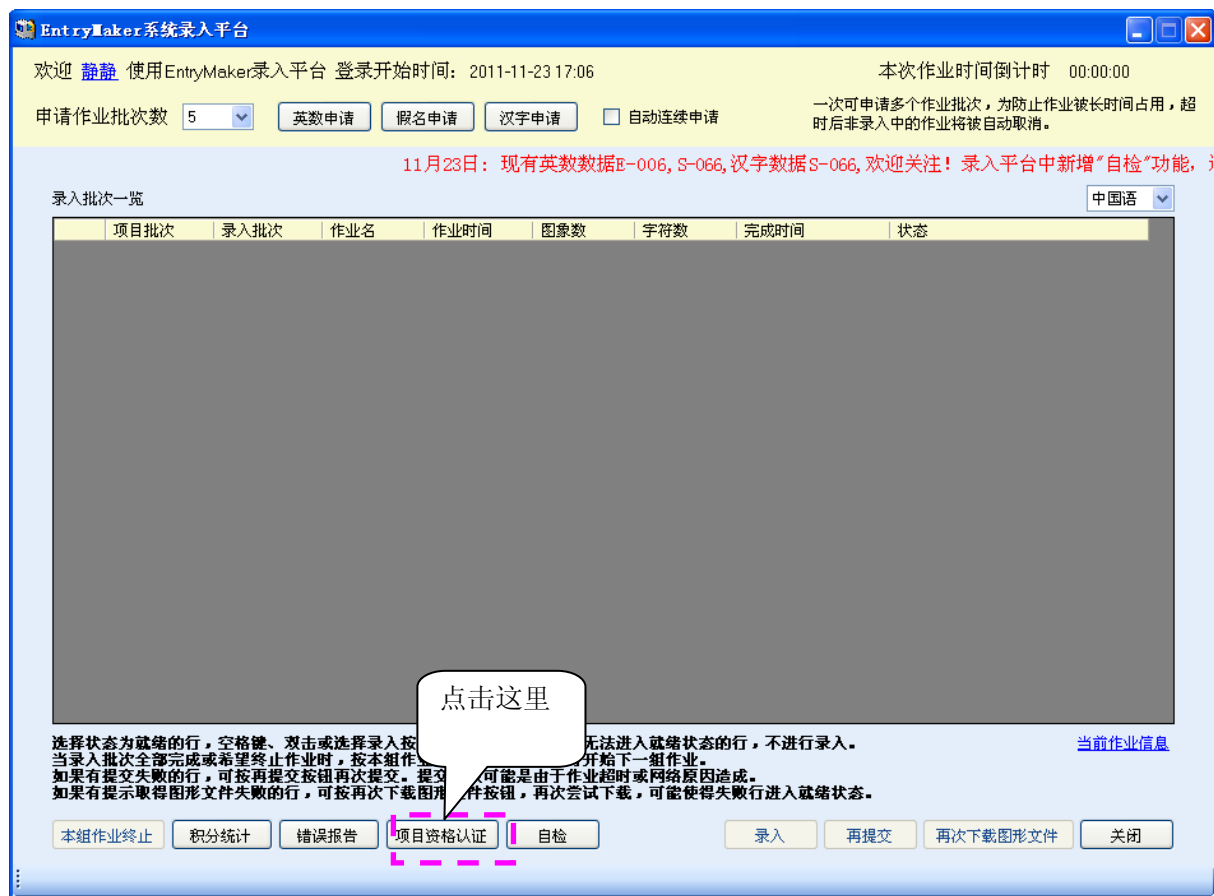 EntryMaker系统录入平台
欢迎 静静 使用EntryMaker录入平台 登录开始时间：2011-11-23 17:06
本次作业时间倒计时 00:00:00
申请作业批次数 5 英数申请 假名申请 汉字申请 自动连续申请
一次可申请多个作业批次，为防止作业被长时间占用，超
时后非录入中的作业将被自动取消。
11月23日：现有英数数据E-006,S-066,汉字数据S-066,欢迎关注！录入平台中新增"自检"功能，
录入批次一览
中国语
项目批次 录入批次 作业名 作业时间 图象数 字符数 完成时间 状态
点击这里
选择状态为就绪的行，空格键、双击或选择录入按 无法进入就绪状态的行，不进行录入。
当前作业信息
当录入批次全部完成或希望终止作业时，按本组作 开始下一组作业。
如果有提交失败的行，可按再提交按钮再次提交。提交 可能是由于作业超时或网络原因造成。
如果有提示取得图形文件失败的行，可按再次下载图形 件按钮，再次尝试下载，可能使得失败行进入就绪状态。
本组作业终止 积分统计 错误报告 项目资格认证 自检 录入 再提交 再次下载图形文件 关闭